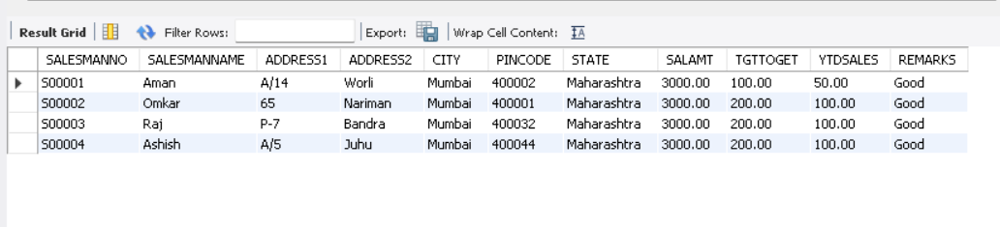 Result Grid Filter Rows: Export: Wrap Cell Content:
SALESMANNO SALESMANNAME ADDRESS1 ADDRESS2 CITY PINCODE STATE SALAMT TGTTOGET YTDSALES REMARKS
S00001 Aman A/14 Worli Mumbai 400002 Maharashtra 3000.00 100.00 50.00 Good
S00002 Omkar 65 Nariman Mumbai 400001 Maharashtra 3000.00 200.00 100.00 Good
S00003 Raj P-7 Bandra Mumbai 400032 Maharashtra 3000.00 200.00 100.00 Good
S00004 Ashish A/5 Juhu Mumbai 400044 Maharashtra 3000.00 200.00 100.00 Good